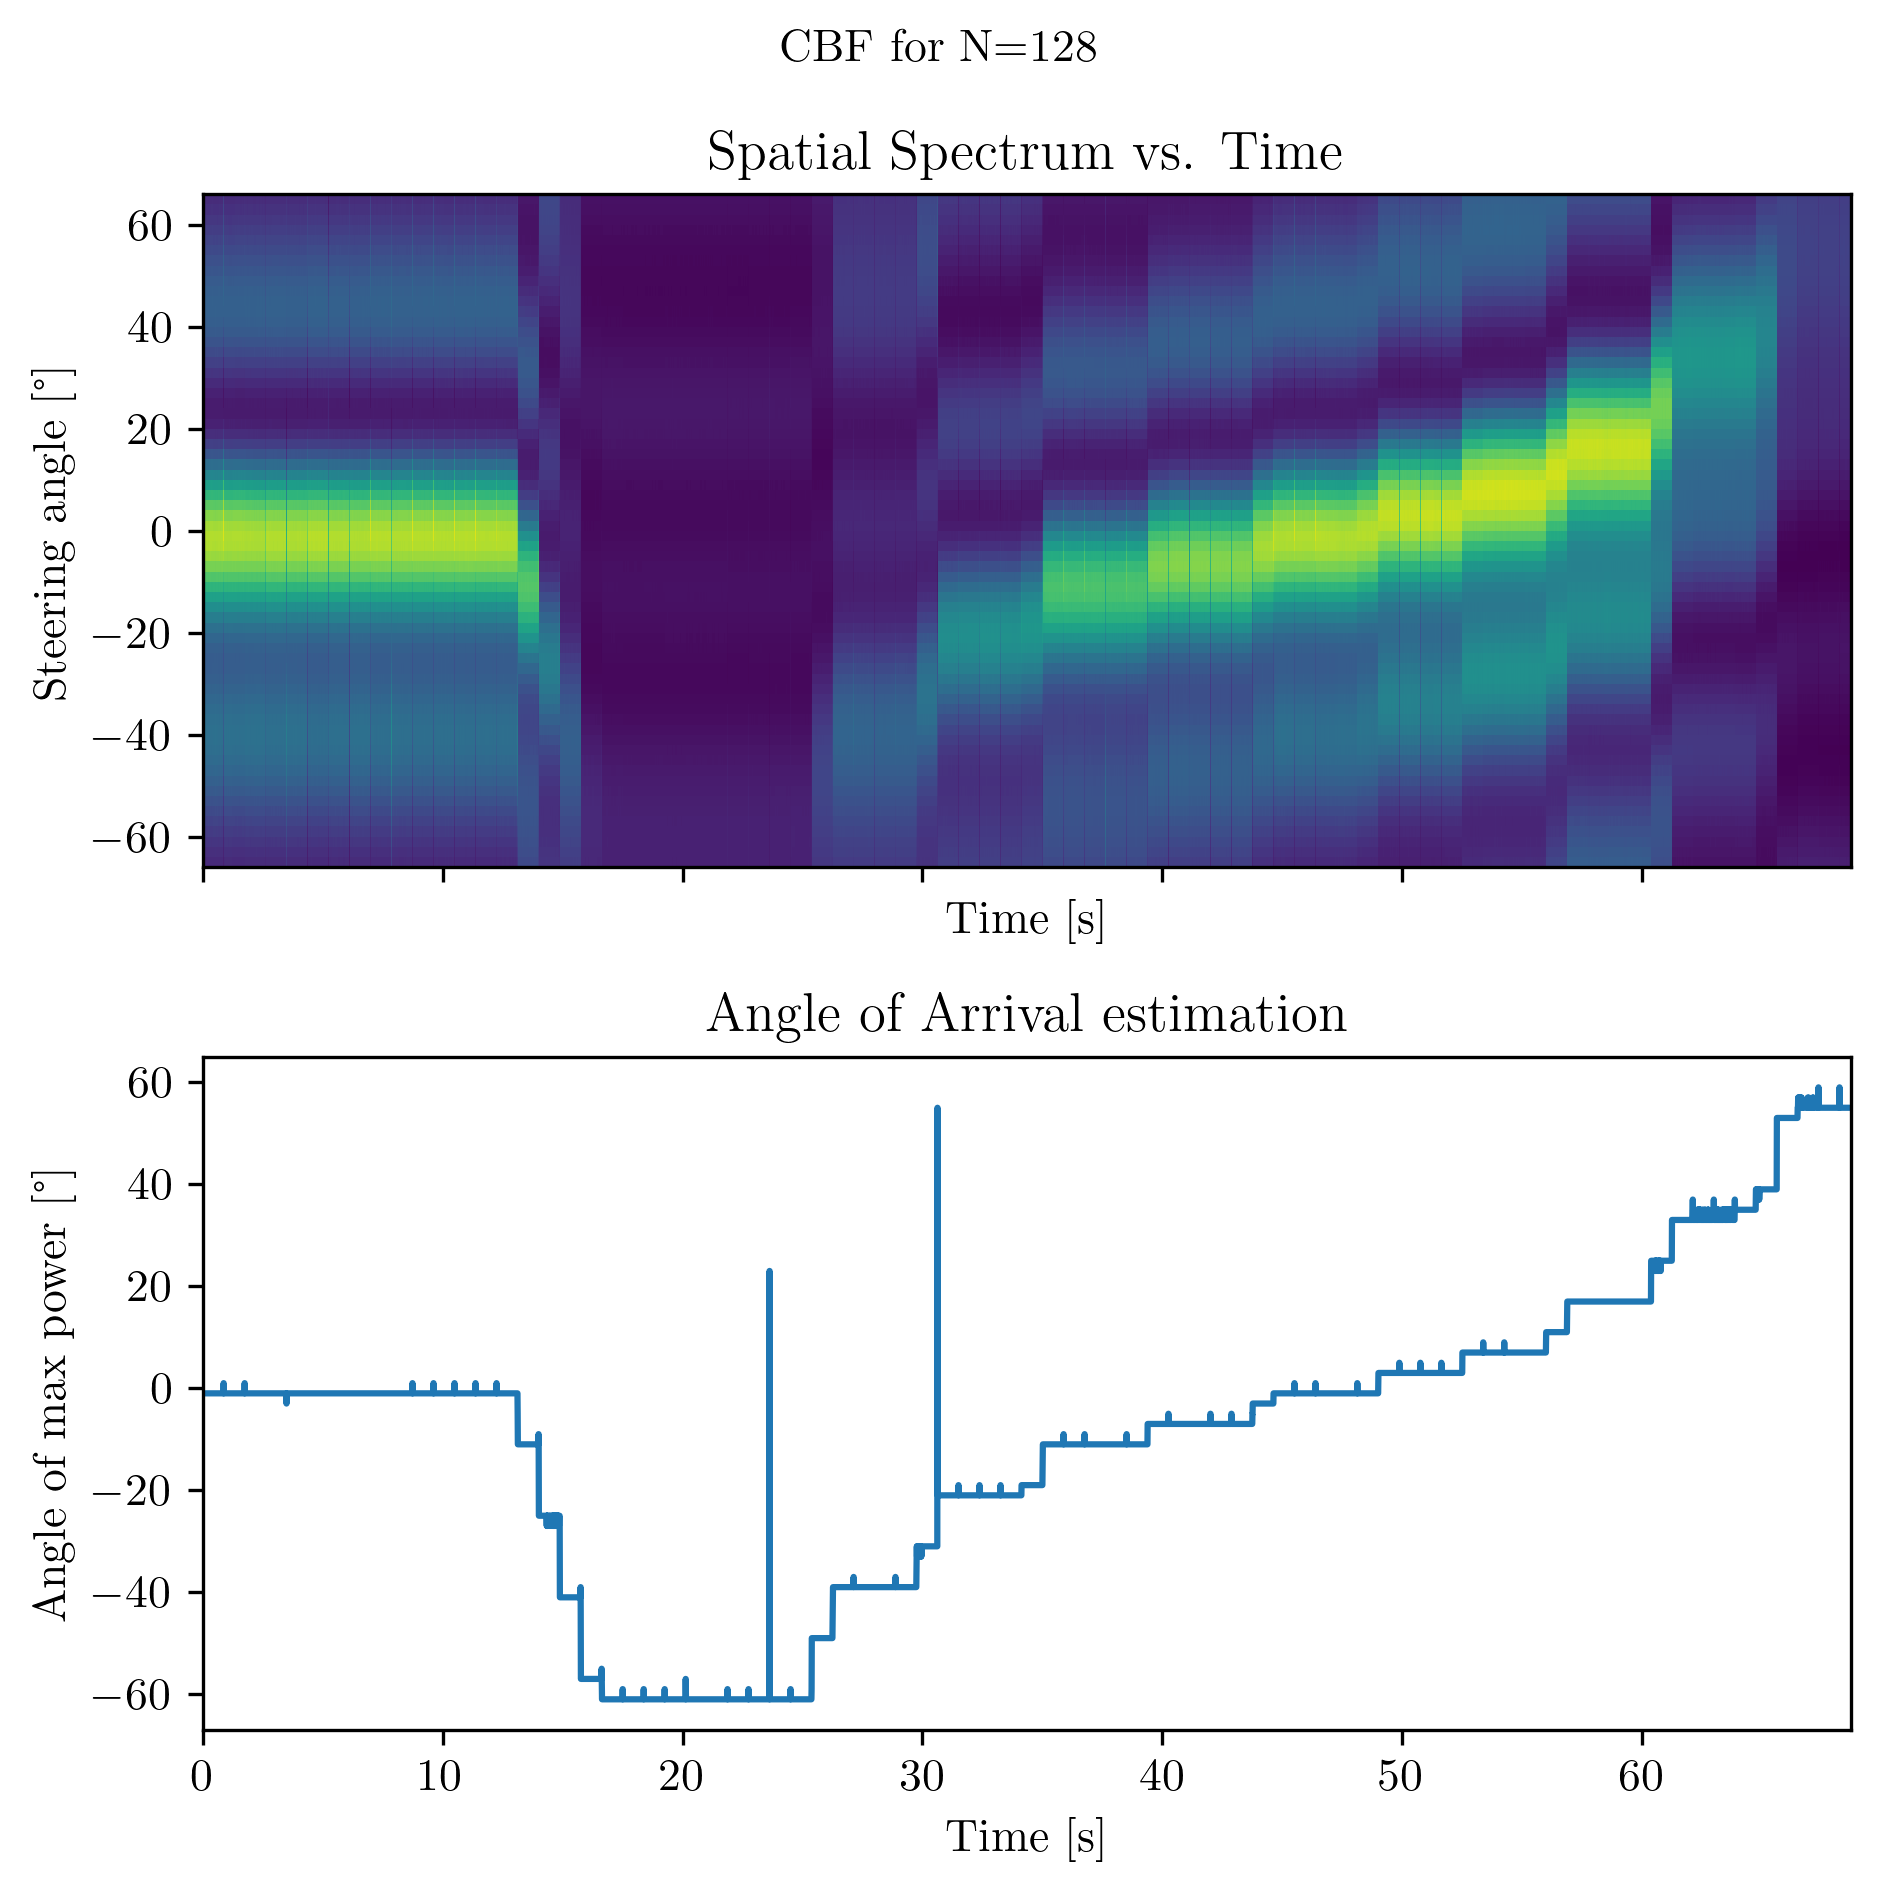 CBF for N=128
Spatial Spectrum vs. Time
60
40
20
0
−20
−40
−60
Steering angle [°]
Time [s]
Angle of Arrival estimation
60
40
20
0
−20
−40
−60
Angle of max power [°]
0 10 20 30 40 50 60
Time [s]